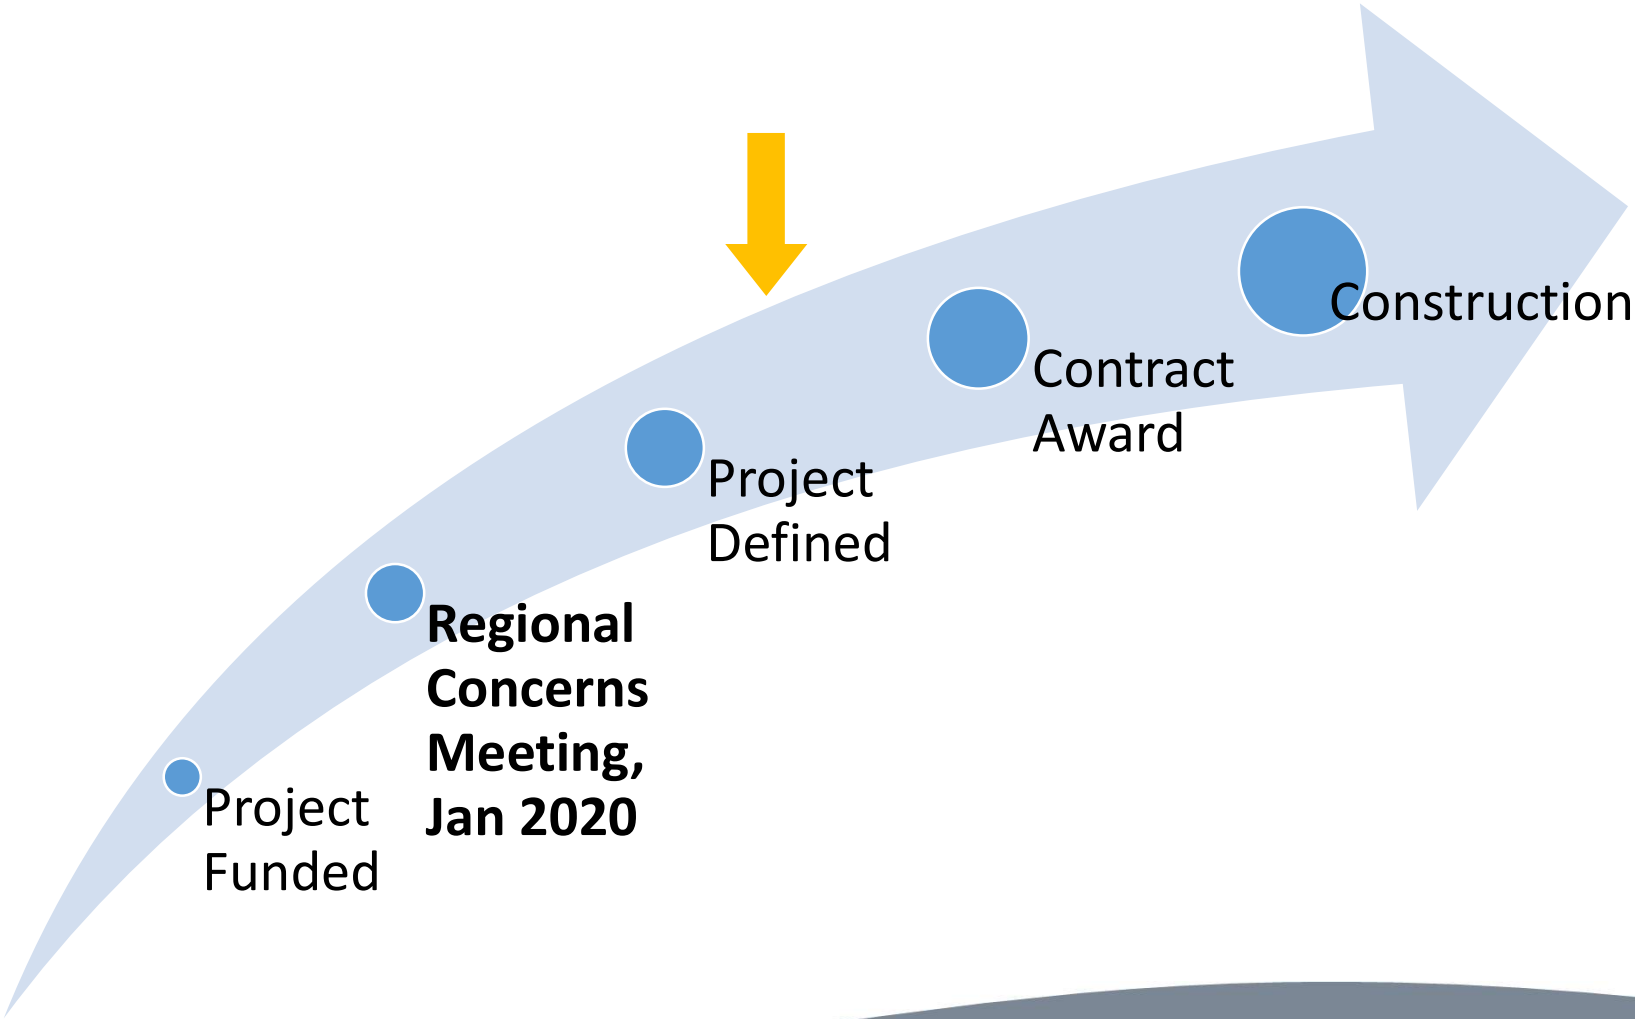 Project
Funded
Regional
Concerns
Meeting,
Jan 2020
Project
Defined
Contract
Award
Construction